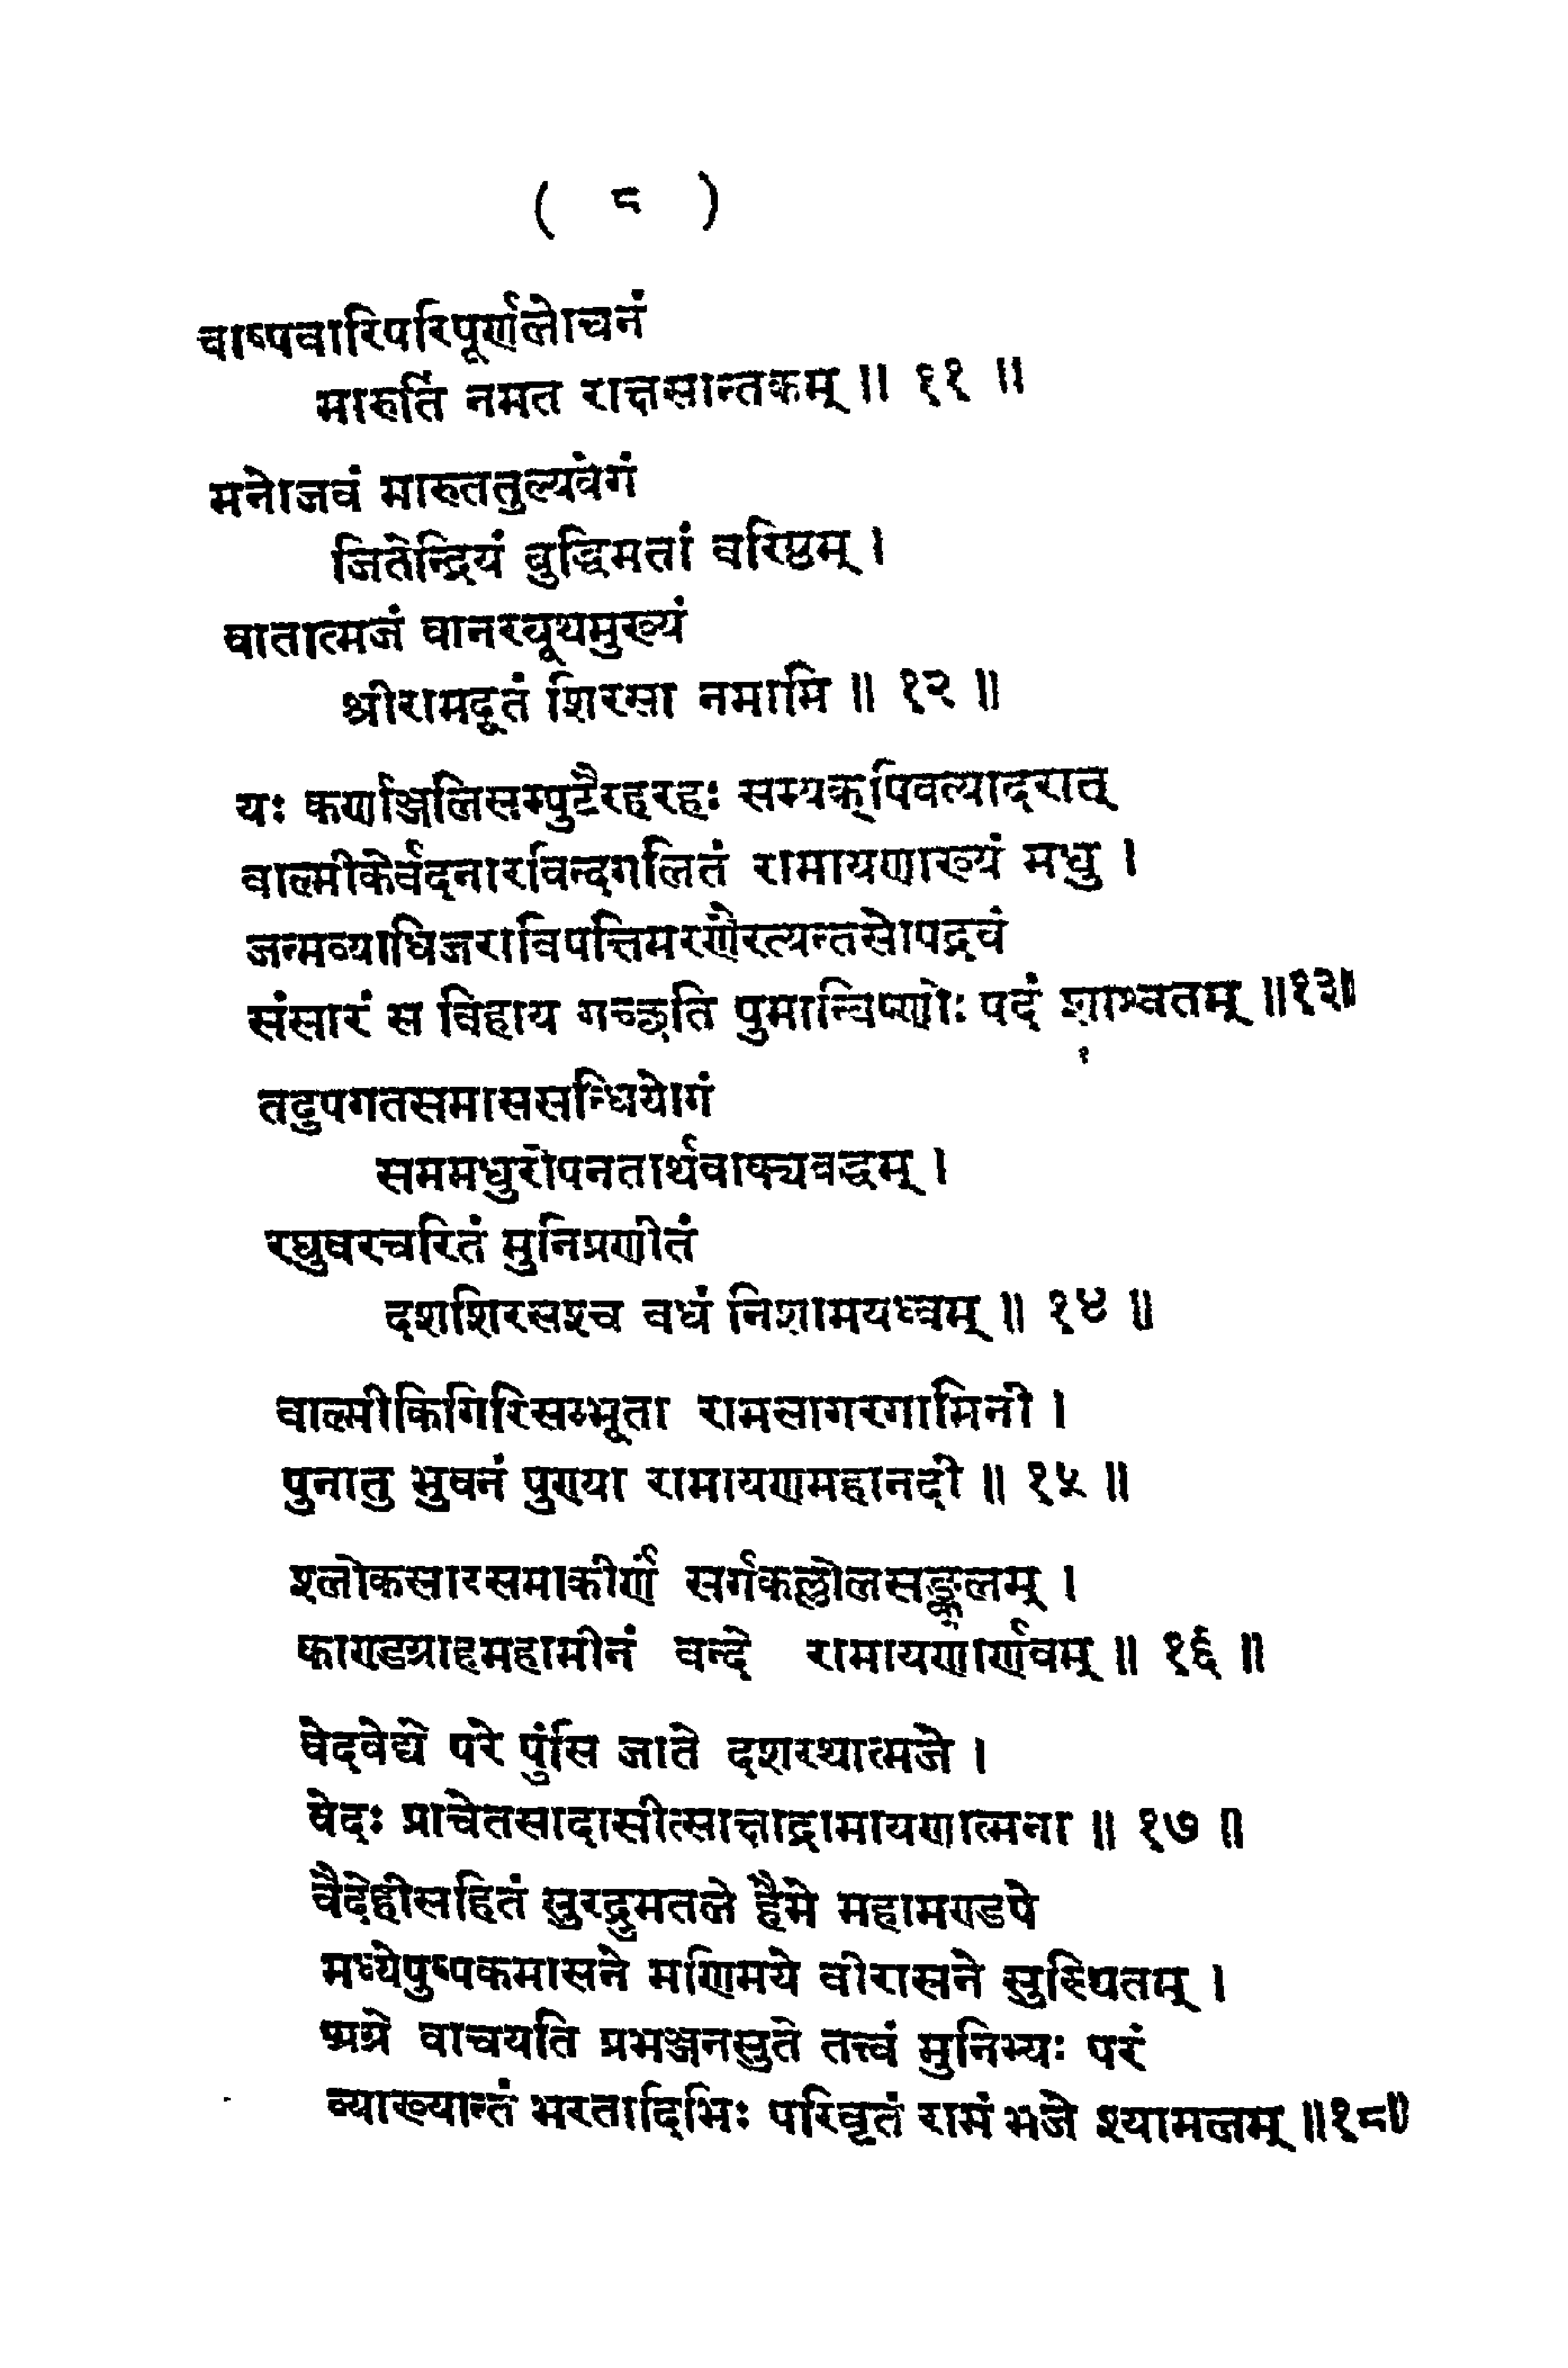 ( ८ )
वाष्पवारिपरिपूर्णलोचनं
मारुतिं नमत राक्षसान्तकम् ॥ ११ ॥
मनोजवं मारुततुल्यवेगं
जितेन्द्रियं बुद्धिमतां वरिष्ठम् ।
वातात्मजं वानरयूथमुख्यं
श्रीरामदूतं शिरसा नमामि ॥ १२ ॥
यः कर्णाञ्जलिसम्पुटैरहरहः सम्यक्पिवत्यादरात्
वाल्मीकेर्वदनारविन्दगलितं रामायणाख्यं मधु ।
जन्मव्याधिजराविपत्तिमरणैरत्यन्तसोपद्रवं
संसारं स विहाय गच्छति पुमान्विष्णोः पदं शाश्वतम् ॥१३॥
तदुपगतसमाससन्धियोगं
सममधुरोपनतार्थवाक्यवद्धम् ।
रघुवरचरितं मुनिप्रणीतं
दशशिरसश्च वधं निशामयध्वम् ॥ १४ ॥
वाल्मीकिगिरिसम्भूता रामसागरगामिनी ।
पुनातु भुवनं पुण्या रामायणमहानदी ॥ १५ ॥
श्लोकसारसमाकीर्णं सर्गकल्लोलसङ्कुलम् ।
काण्डग्राहमहामीनं वन्दे रामायणार्णवम् ॥ १६ ॥
वेदवेद्ये परे पुंसि जाते दशरथात्मजे ।
वेदः प्राचेतसादासीत्साक्षाद्रामायणात्मना ॥ १७ ॥
वैदेहीसहितं सुरद्रुमतले हैमे महामण्डपे
मध्येपुष्पकमासने मणिमये वीरासने सुस्थितम् ।
अग्रे वाचयति प्रभञ्जनसुते तत्त्वं मुनिभ्यः परं
व्याख्यान्तं भरतादिभिः परिवृतं रामं भजे श्यामलम् ॥१८॥